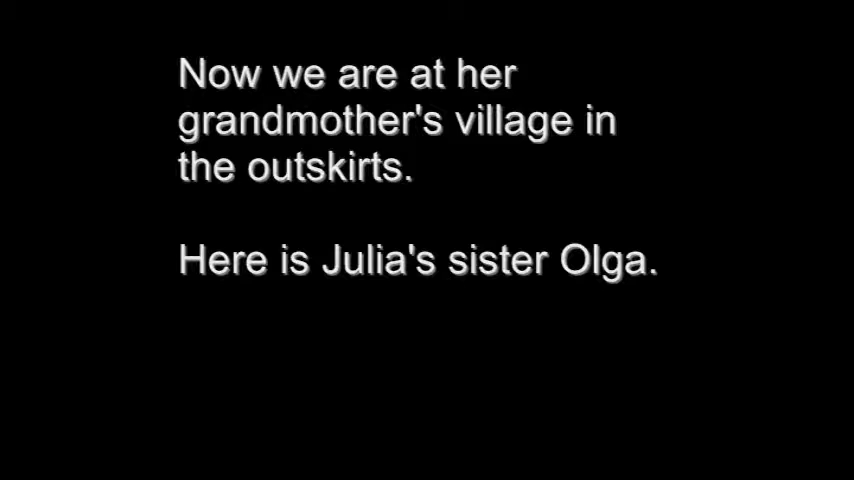 Now we are at her
grandmother's village in
the outskirts.
Here is Julia's sister Olga.